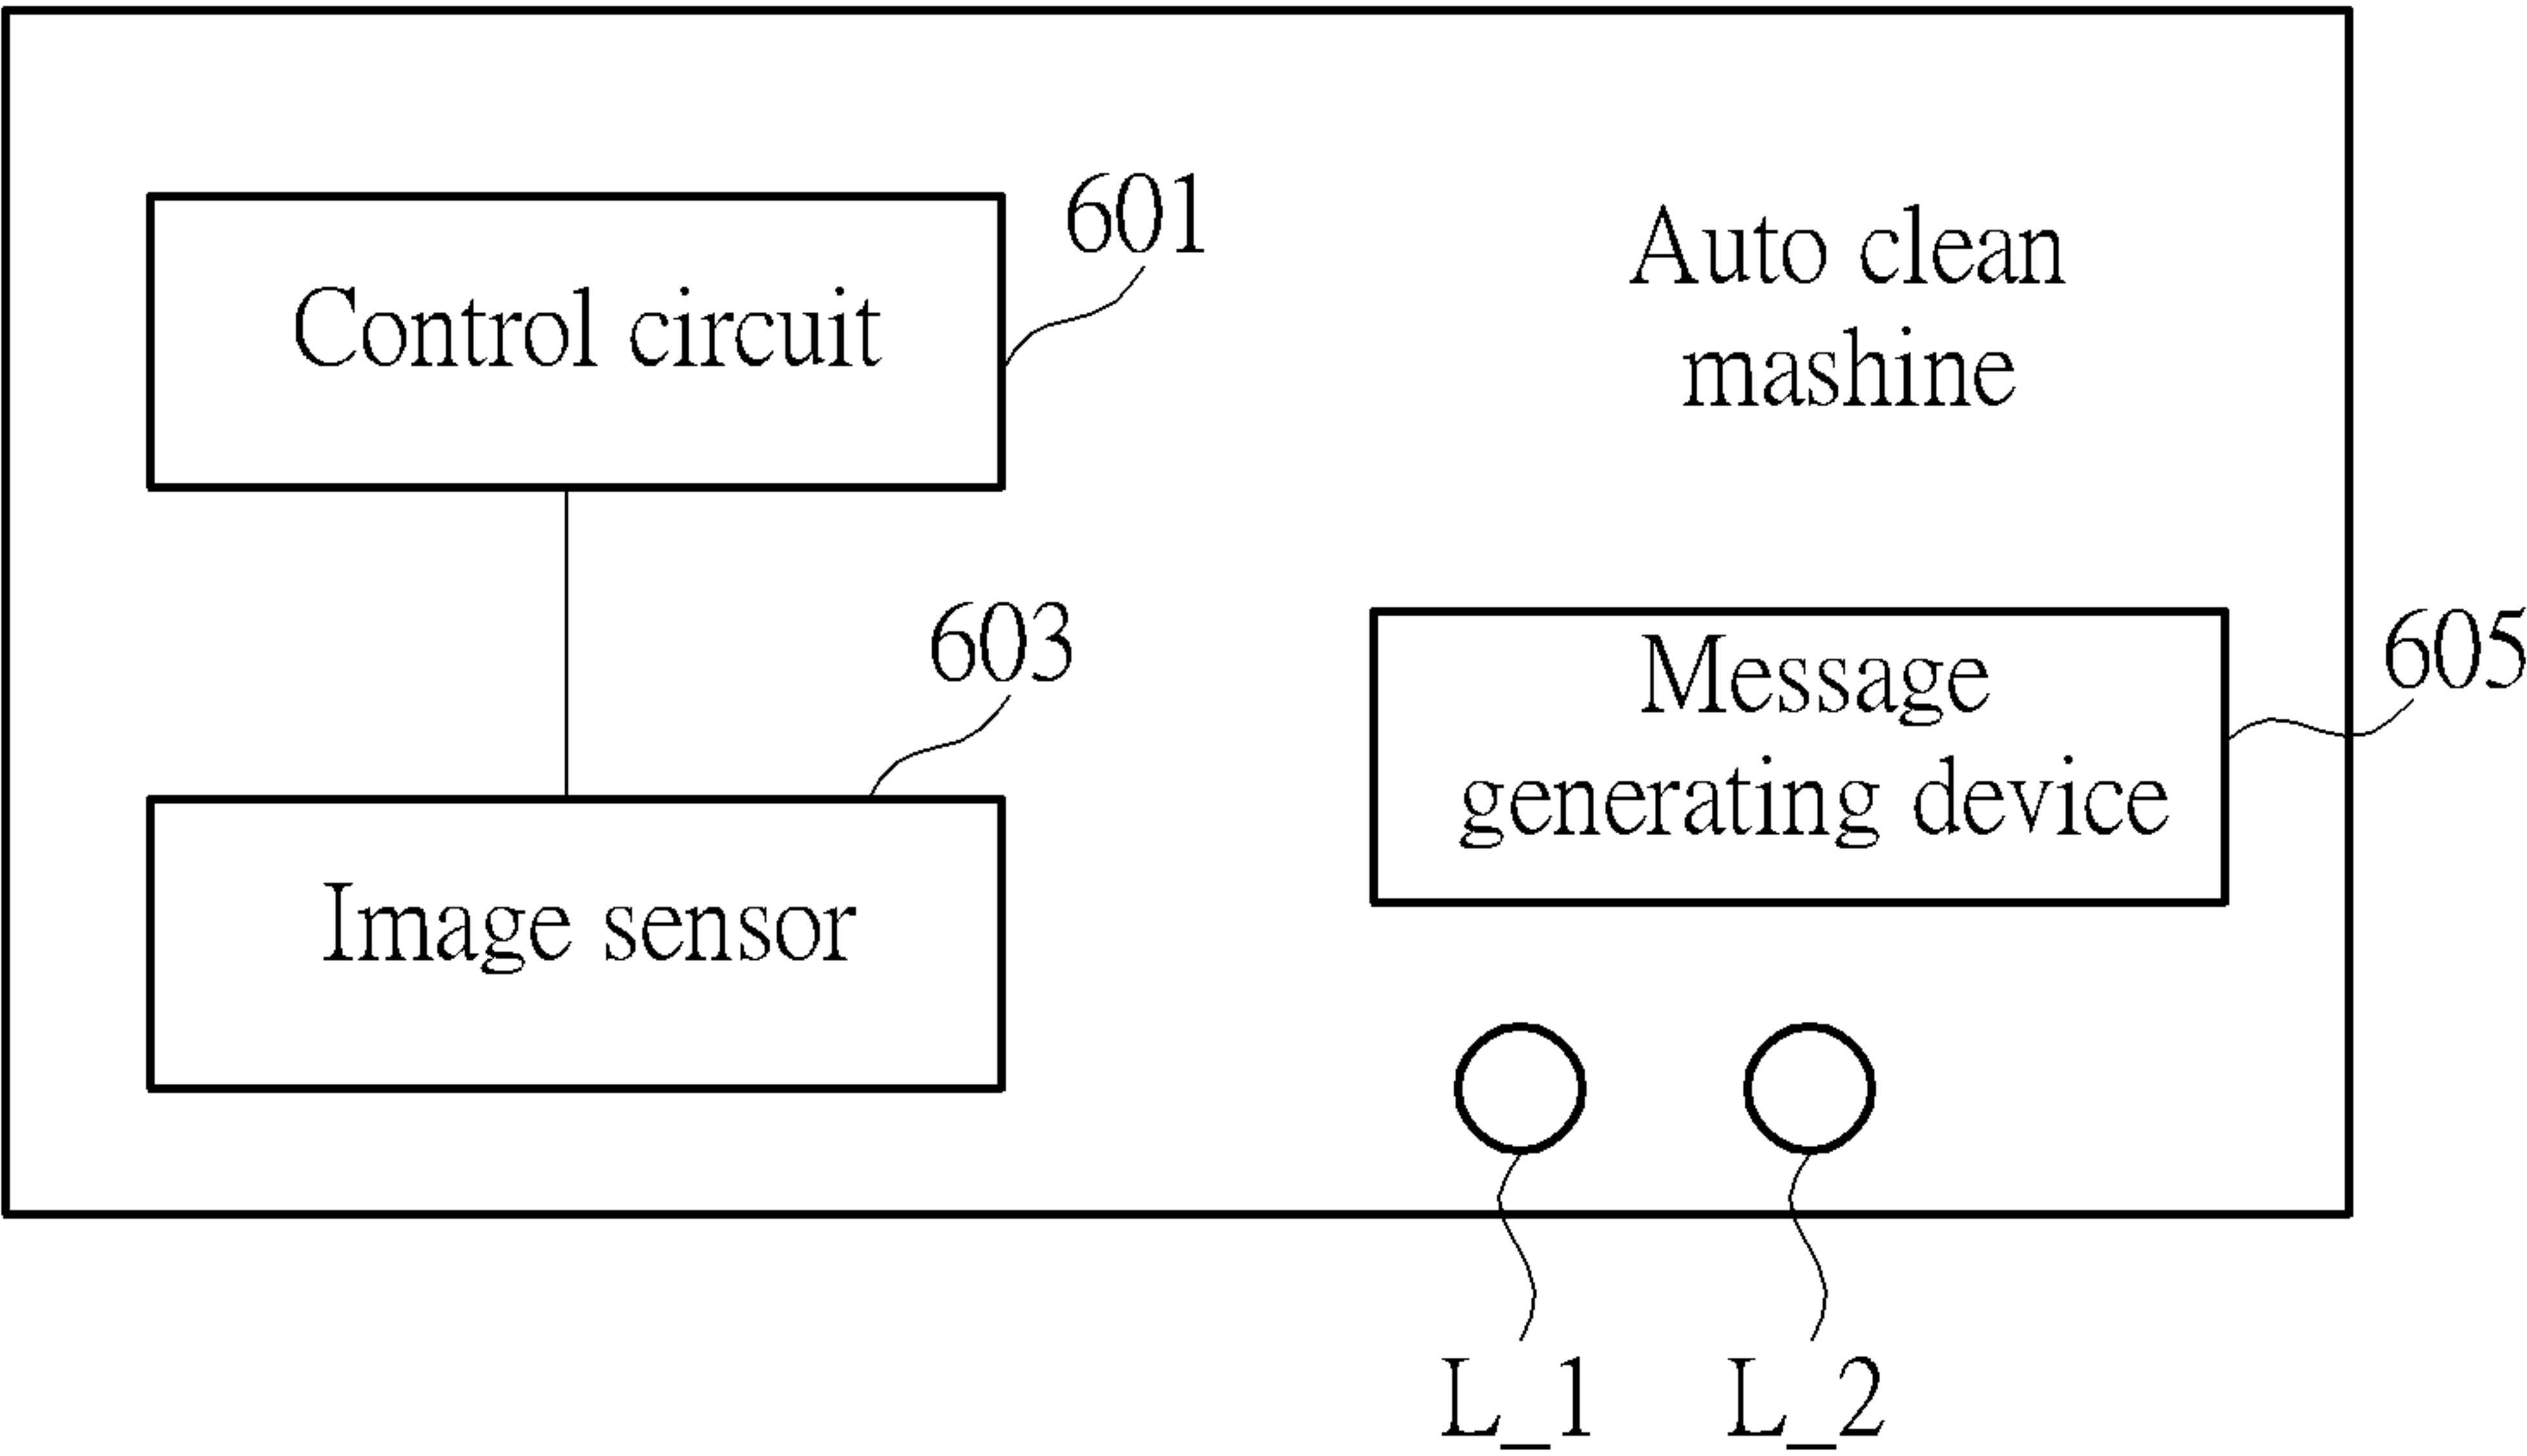 601
Control circuit
Auto clean
mashine
603
Image sensor
Message
generating device
605
L_1
L_2